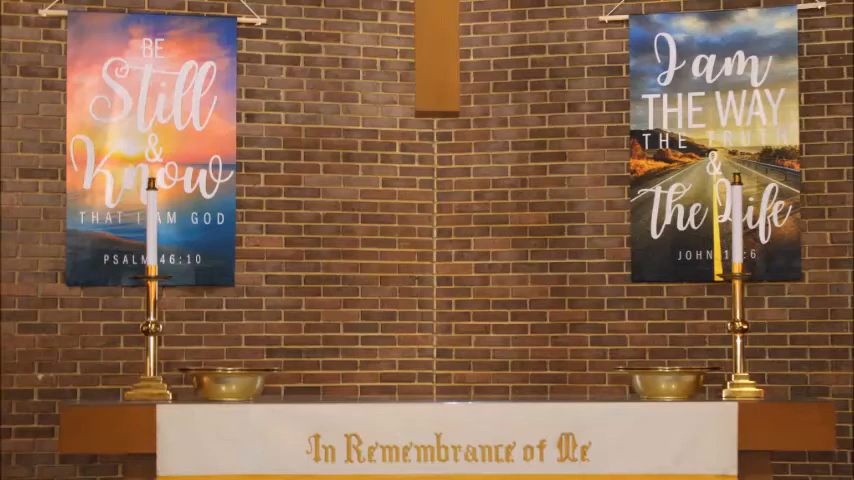 BE
Still
&
Know
THAT I AM GOD
PSALM 46:10
I am
THE WAY
THE TRUTH
&
The Life
JOHN 14:6
In Remembrance of Me